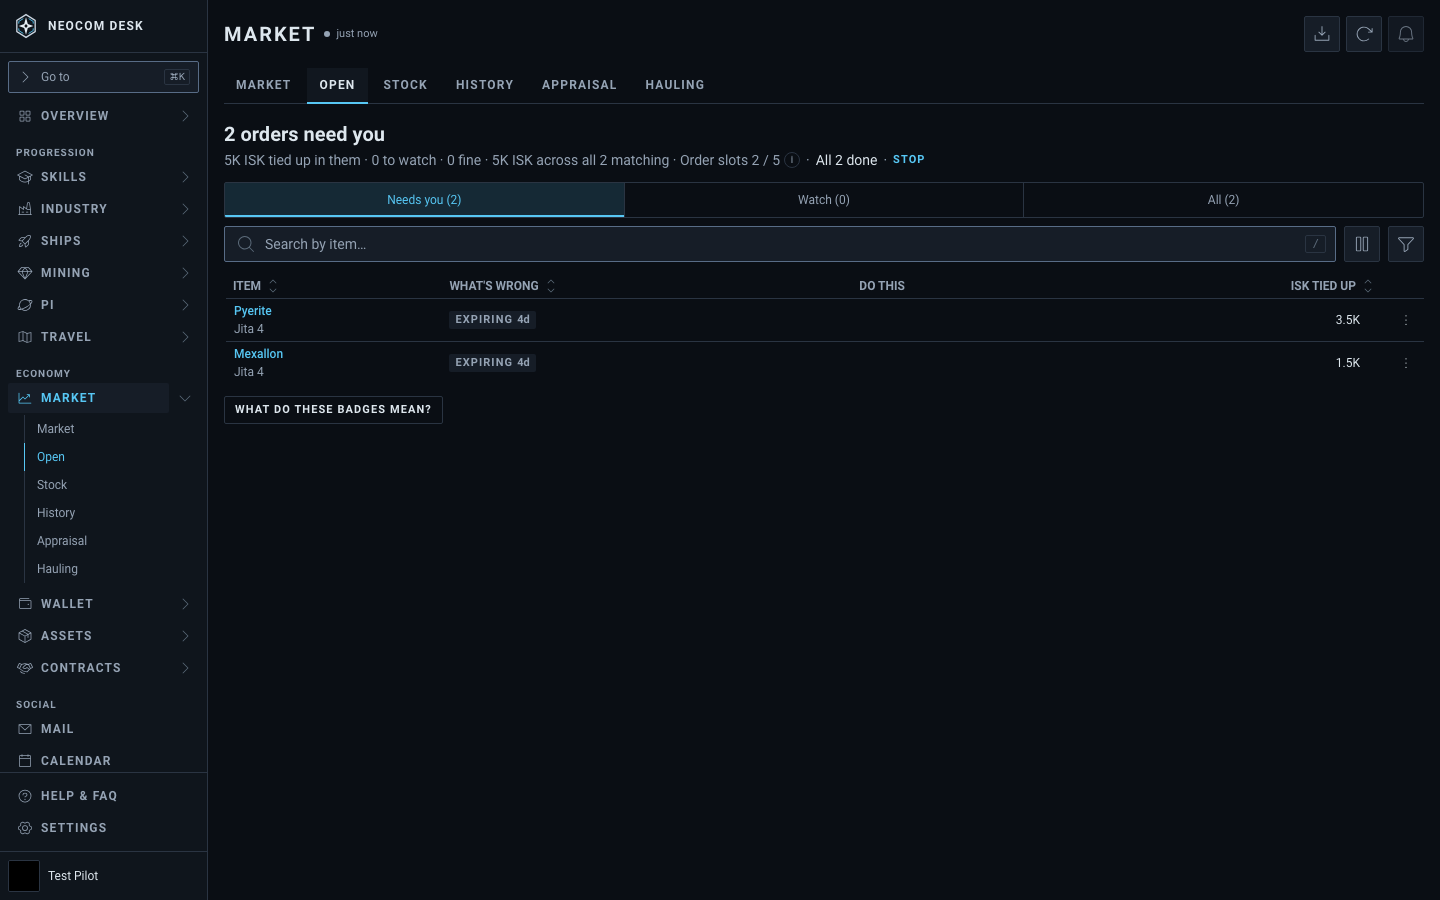 NEOCOM DESK
Go to
⌘K
OVERVIEW
PROGRESSION
SKILLS
INDUSTRY
SHIPS
MINING
PI
TRAVEL
ECONOMY
MARKET
Market
Open
Stock
History
Appraisal
Hauling
WALLET
ASSETS
CONTRACTS
SOCIAL
MAIL
CALENDAR
HELP & FAQ
SETTINGS
Test Pilot
MARKET
just now
MARKET OPEN STOCK HISTORY APPRAISAL HAULING
2 orders need you
5K ISK tied up in them · 0 to watch · 0 fine · 5K ISK across all 2 matching · Order slots 2 / 5 · All 2 done · STOP
Needs you (2) Watch (0) All (2)
Search by item... /
ITEM WHAT'S WRONG DO THIS ISK TIED UP
Pyerite
Jita 4
EXPIRING 4d
3.5K
Mexallon
Jita 4
EXPIRING 4d
1.5K
WHAT DO THESE BADGES MEAN?